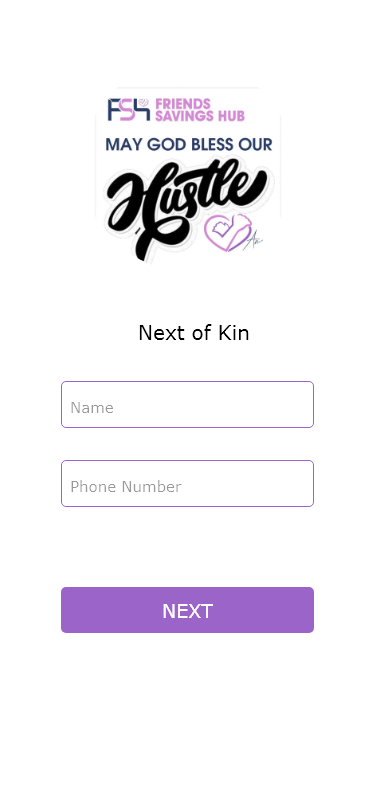 FSH FRIENDS
SAVINGS HUB
MAY GOD BLESS OUR
Hustle
Next of Kin
Name
Phone Number
NEXT